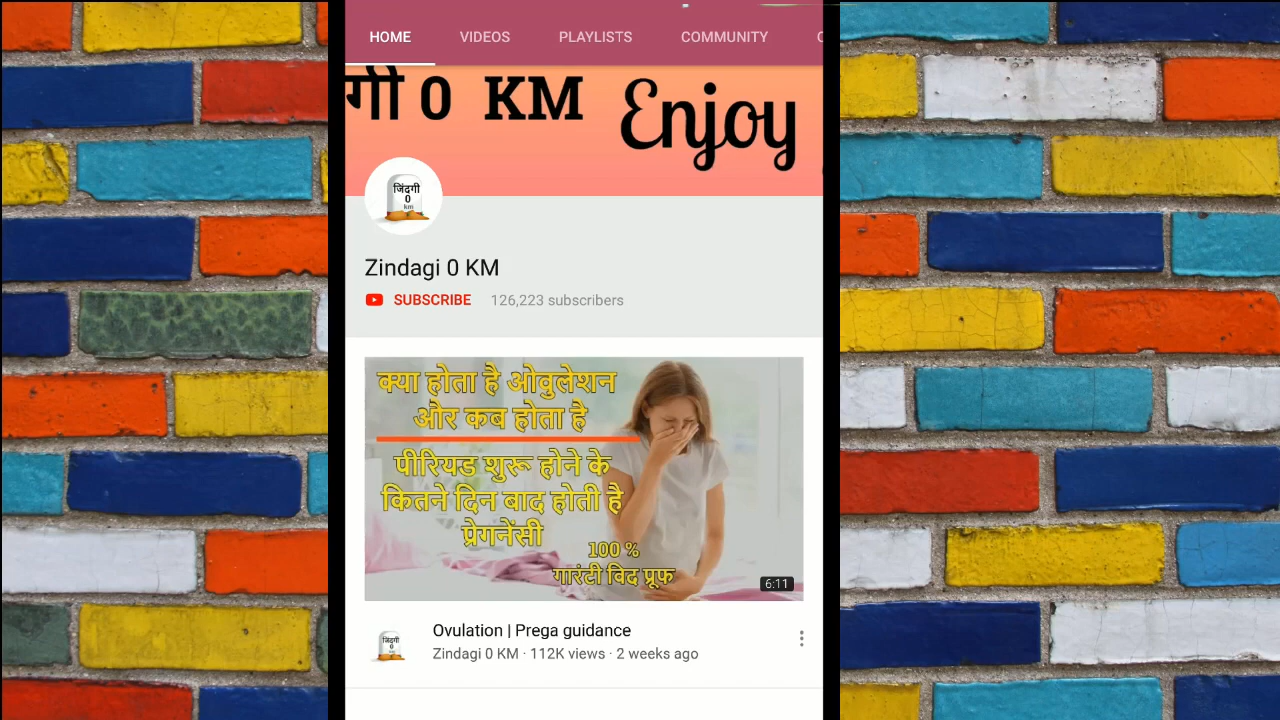 HOME VIDEOS PLAYLISTS COMMUNITY
गी 0 KM Enjoy
जिंदगी
0
km
Zindagi 0 KM
SUBSCRIBE 126,223 subscribers
क्या होता है ओवुलेशन
और कब होता है
पीरियड शुरू होने के
कितने दिन बाद होती है
प्रेगनेंसी
100 %
गारंटी विद प्रूफ
6:11
जिंदगी
0
Ovulation | Prega guidance
Zindagi 0 KM · 112K views · 2 weeks ago